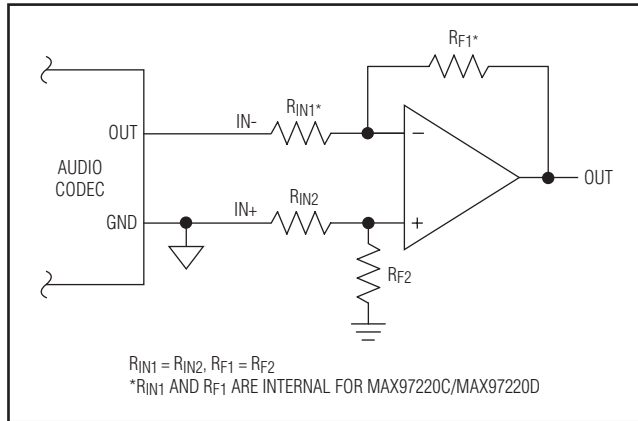 RF1*
RIN1*
OUT
IN-
−
AUDIO
CODEC
OUT
GND
IN+
RIN2
+
RF2
RIN1 = RIN2, RF1 = RF2
*RIN1 AND RF1 ARE INTERNAL FOR MAX97220C/MAX97220D